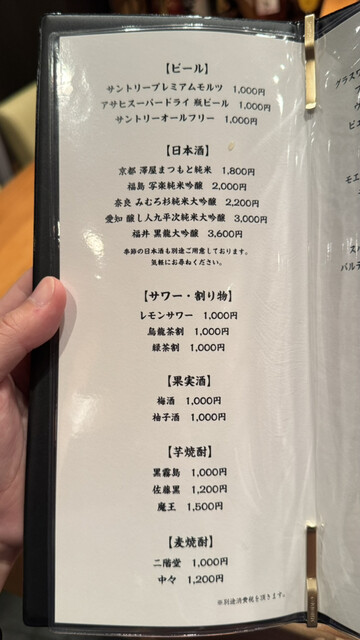 【ビール】
サントリープレミアムモルツ 1,000円
アサヒスーパードライ 瓶ビール 1,000円
サントリーオールフリー 1,000円
【日本酒】
京都 澤屋まつもと純米 1,800円
福島 写楽純米吟醸 2,000円
奈良 みむろ杉純米大吟醸 2,200円
愛知 醸し人九平次純米大吟醸 3,000円
福井 黒龍大吟醸 3,600円
季節の日本酒も別途ご用意しております。
気軽にお尋ねください。
【サワー・割り物】
レモンサワー 1,000円
烏龍茶割 1,000円
緑茶割 1,000円
【果実酒】
梅酒 1,000円
柚子酒 1,000円
【芋焼酎】
黒霧島 1,000円
佐藤黒 1,200円
魔王 1,500円
【麦焼酎】
二階堂 1,000円
中々 1,200円
※別途消費税を頂きます。
グラス
モエ
バルデ